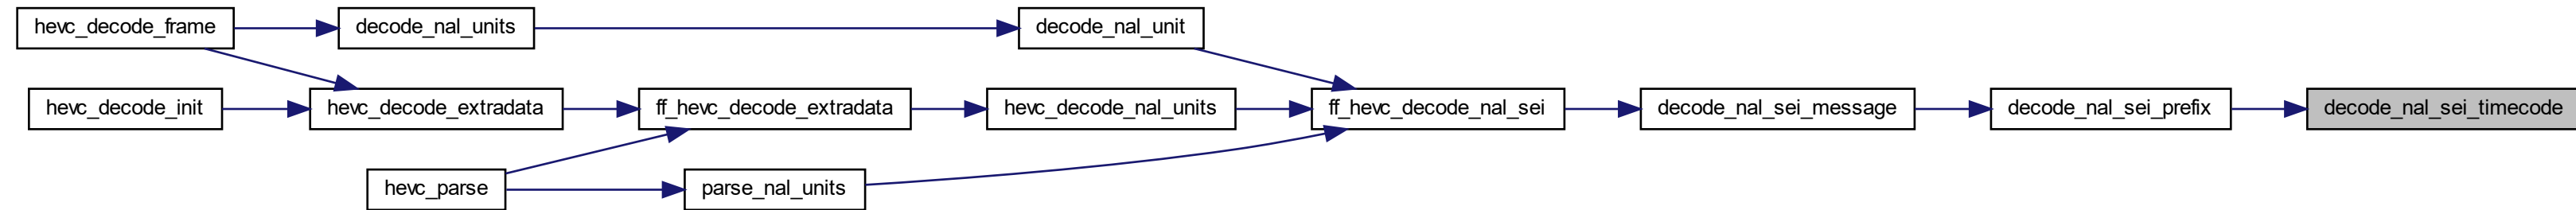 hevc_decode_frame
decode_nal_units
decode_nal_unit
hevc_decode_init
hevc_decode_extradata
ff_hevc_decode_extradata
hevc_decode_nal_units
ff_hevc_decode_nal_sei
decode_nal_sei_message
decode_nal_sei_prefix
decode_nal_sei_timecode
hevc_parse
parse_nal_units